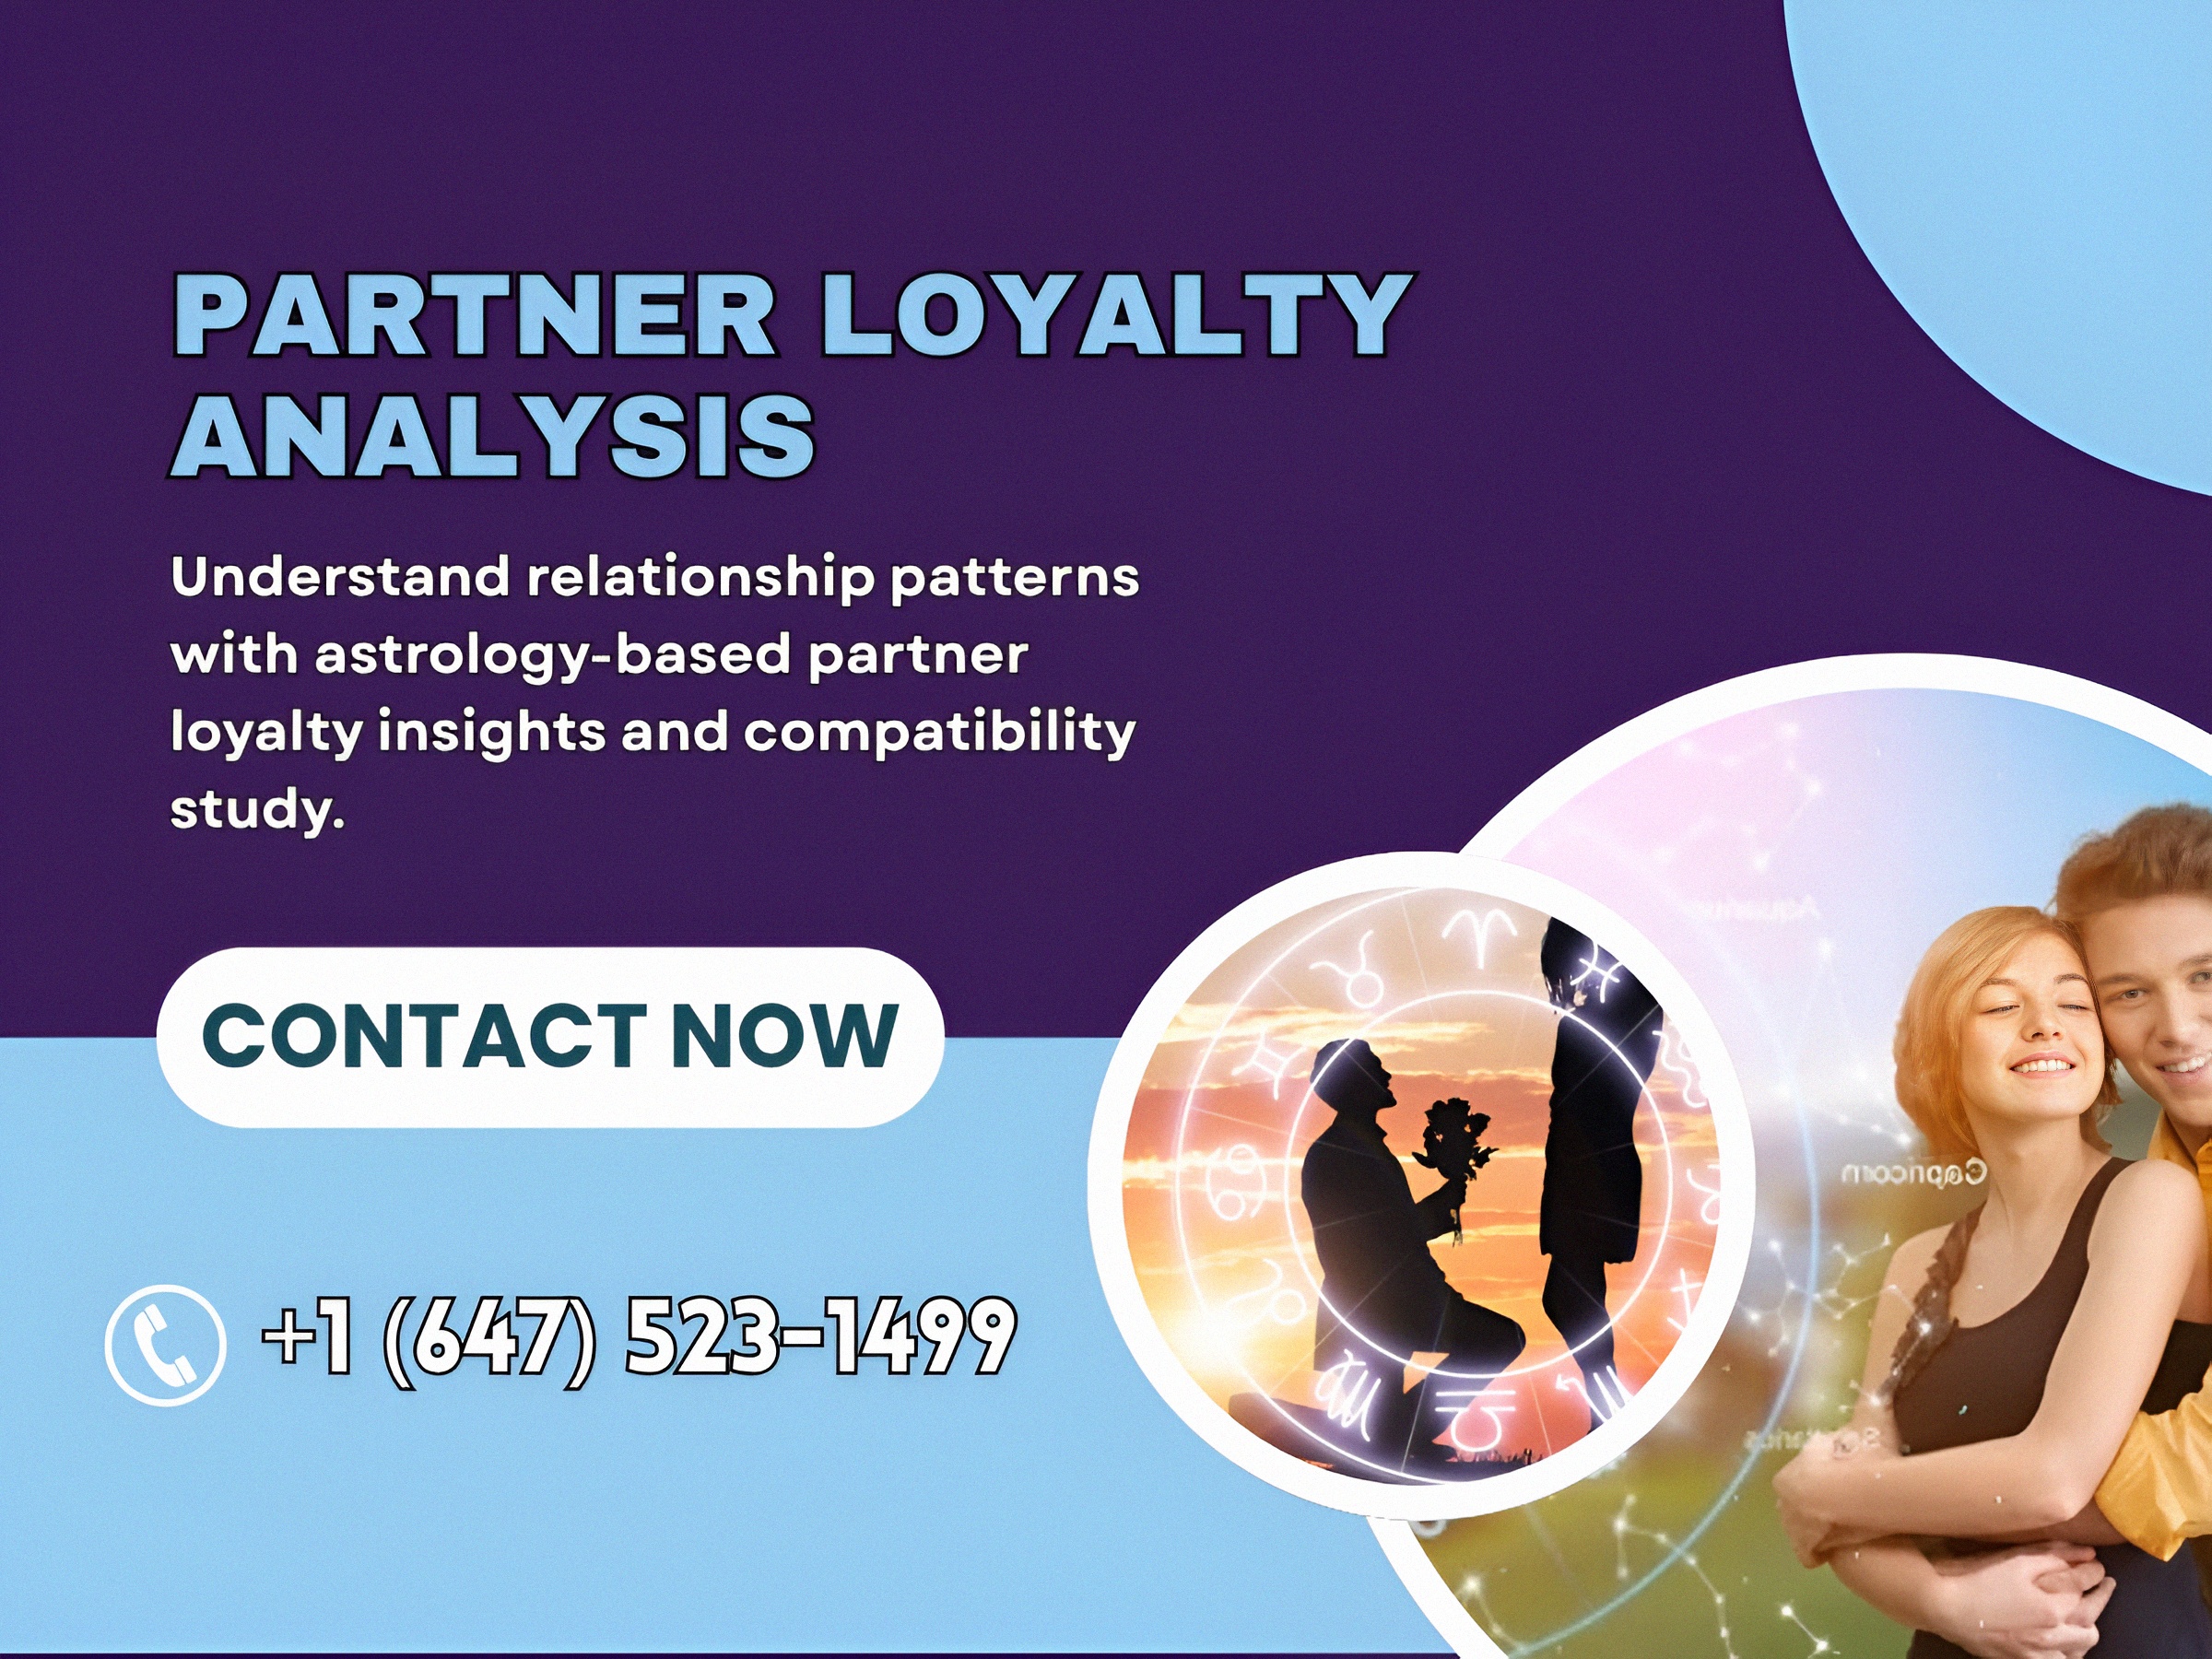 PARTNER LOYALTY
ANALYSIS
Understand relationship patterns
with astrology-based partner
loyalty insights and compatibility
study.
CONTACT NOW
+1 (647) 523-1499
Capricorn